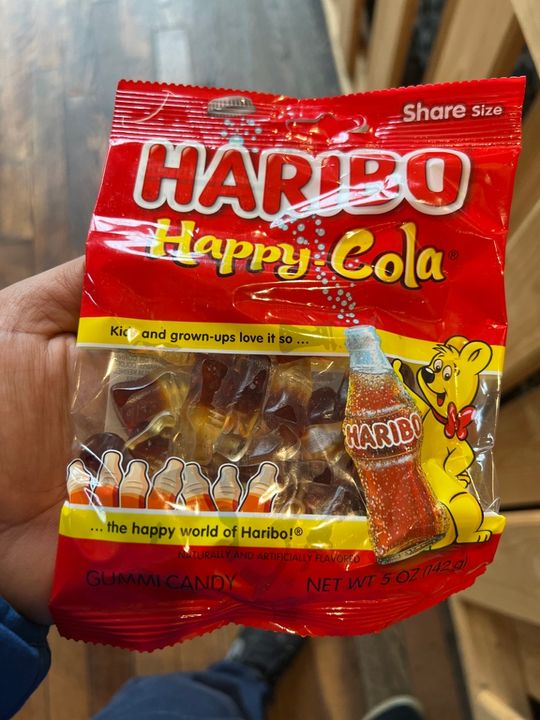 Share Size
HARIBO
Happy-Cola®
Kids and grown-ups love it so ...
HARIBO
... the happy world of Haribo!®
NATURALLY AND ARTIFICIALLY FLAVORED
GUMMI CANDY
NET WT 5 OZ (142 g)